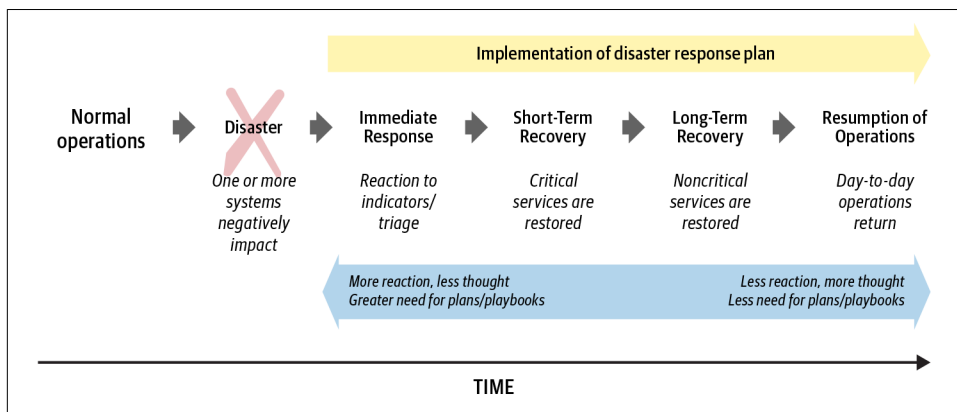 Implementation of disaster response plan
Normal
operations
Disaster
Immediate
Response
Short-Term
Recovery
Long-Term
Recovery
Resumption of
Operations
One or more
systems
negatively
impact
Reaction to
indicators/
triage
Critical
services are
restored
Noncritical
services are
restored
Day-to-day
operations
return
More reaction, less thought
Greater need for plans/playbooks
Less reaction, more thought
Less need for plans/playbooks
TIME